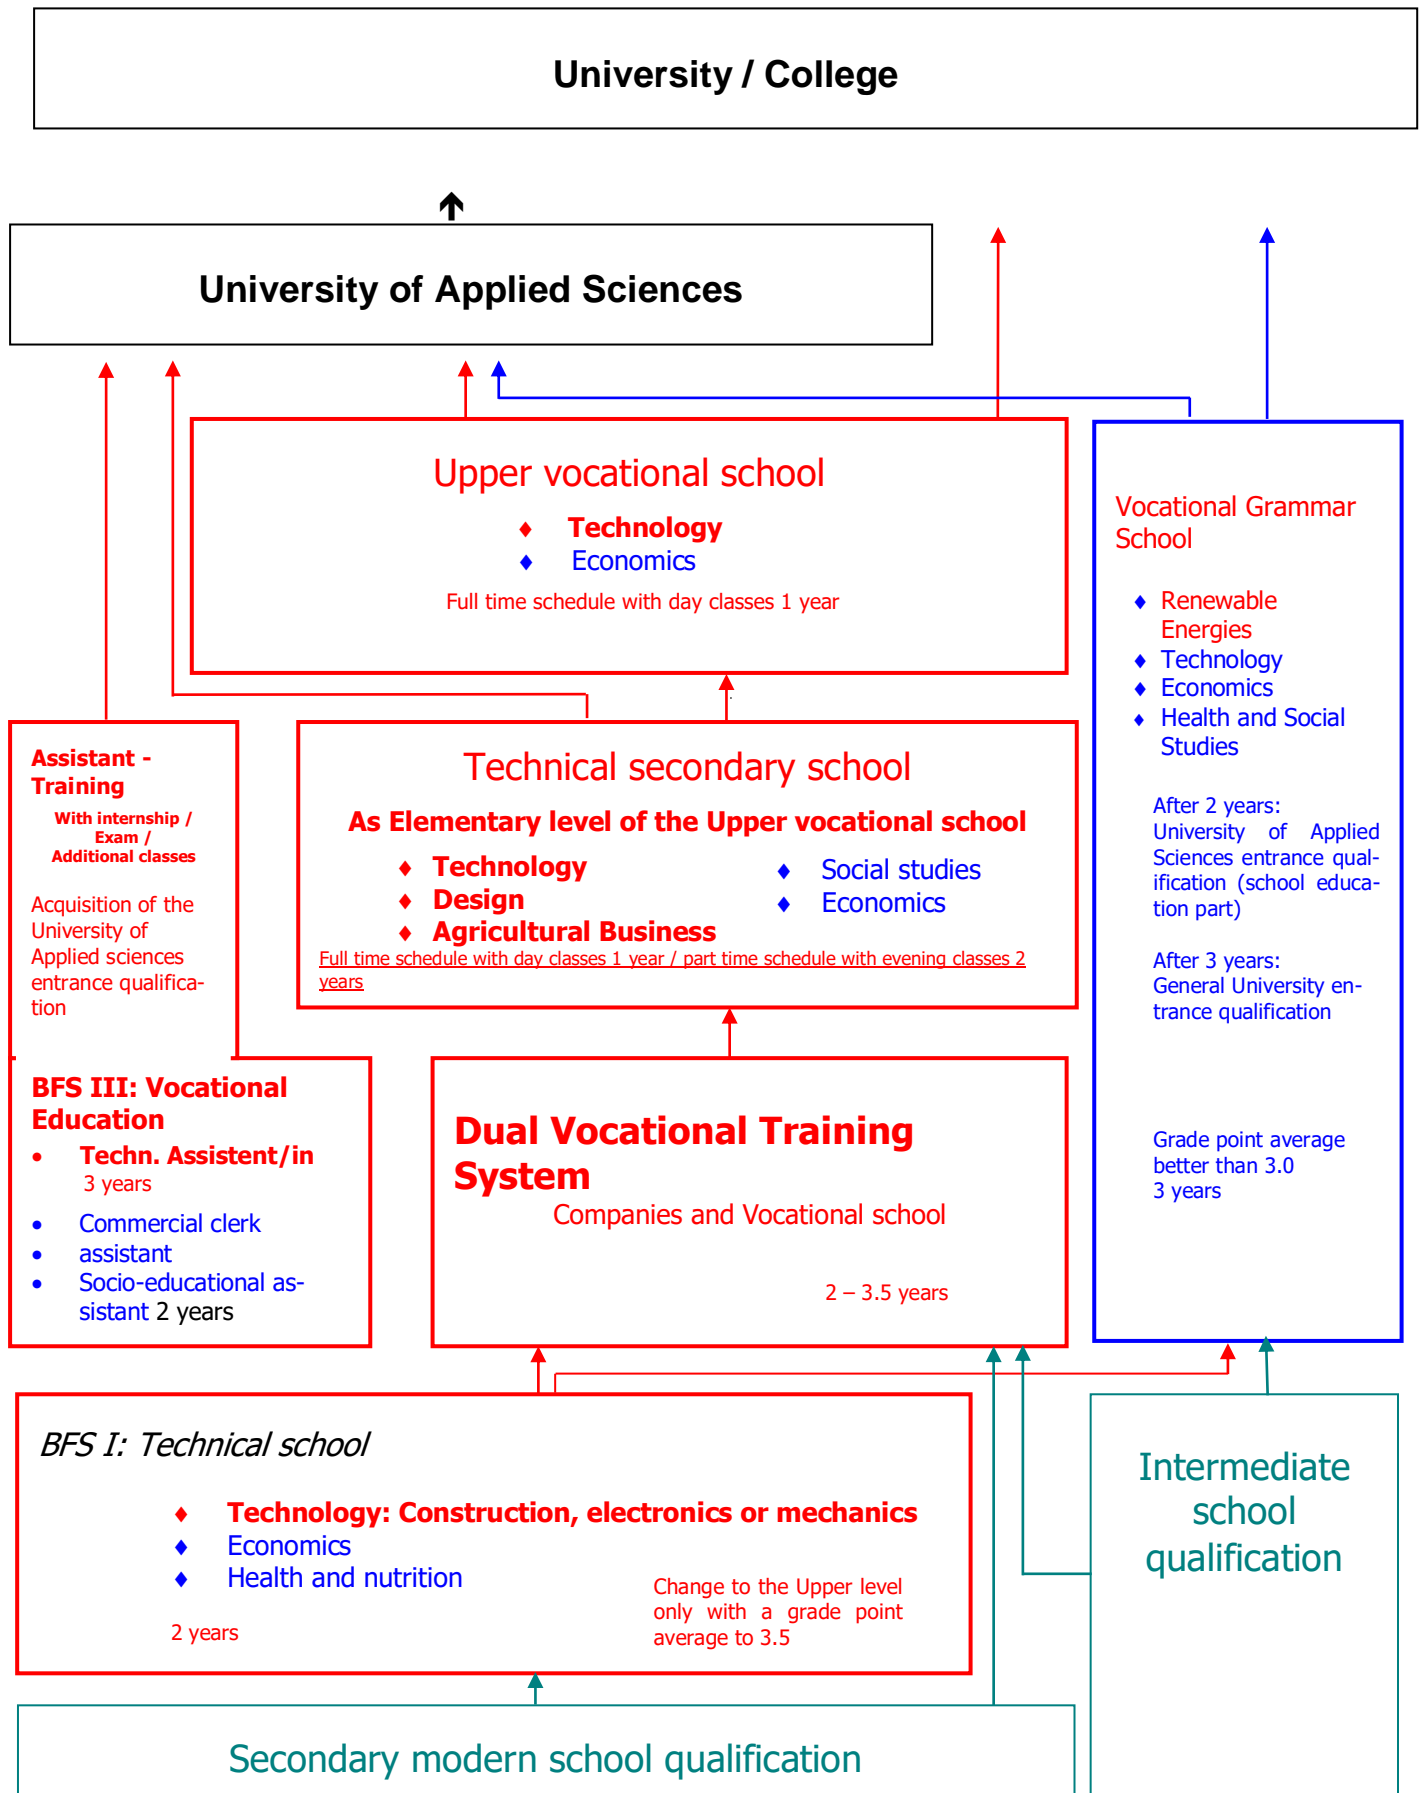 University / College
University of Applied Sciences
Upper vocational school
♦ Technology
♦ Economics
Full time schedule with day classes 1 year
Vocational Grammar
School
♦ Renewable
Energies
♦ Technology
♦ Economics
♦ Health and Social
Studies
After 2 years:
University of Applied
Sciences entrance qual-
ification (school educa-
tion part)
After 3 years:
General University en-
trance qualification
Grade point average
better than 3.0
3 years
Assistant -
Training
With internship /
Exam /
Additional classes
Acquisition of the
University of
Applied sciences
entrance qualifica-
tion
Technical secondary school
As Elementary level of the Upper vocational school
♦ Technology
♦ Design
♦ Agricultural Business
♦ Social studies
♦ Economics
Full time schedule with day classes 1 year / part time schedule with evening classes 2
years
BFS III: Vocational
Education
• Techn. Assistent/in
3 years
• Commercial clerk
• assistant
• Socio-educational as-
sistant 2 years
Dual Vocational Training
System
Companies and Vocational school
2 – 3.5 years
BFS I: Technical school
♦ Technology: Construction, electronics or mechanics
♦ Economics
♦ Health and nutrition
2 years
Change to the Upper level
only with a grade point
average to 3.5
Intermediate
school
qualification
Secondary modern school qualification